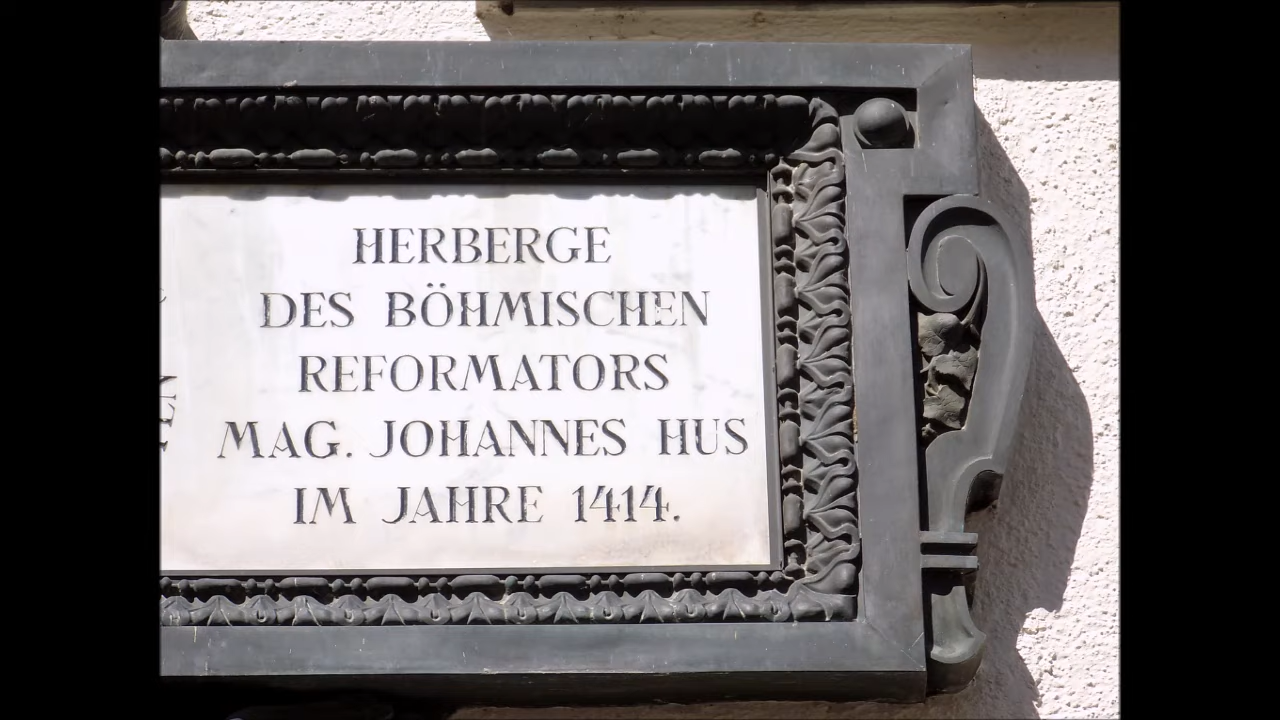 HERBERGE
DES BÖHMISCHEN
REFORMATORS
MAG. JOHANNES HUS
IM JAHRE 1414.